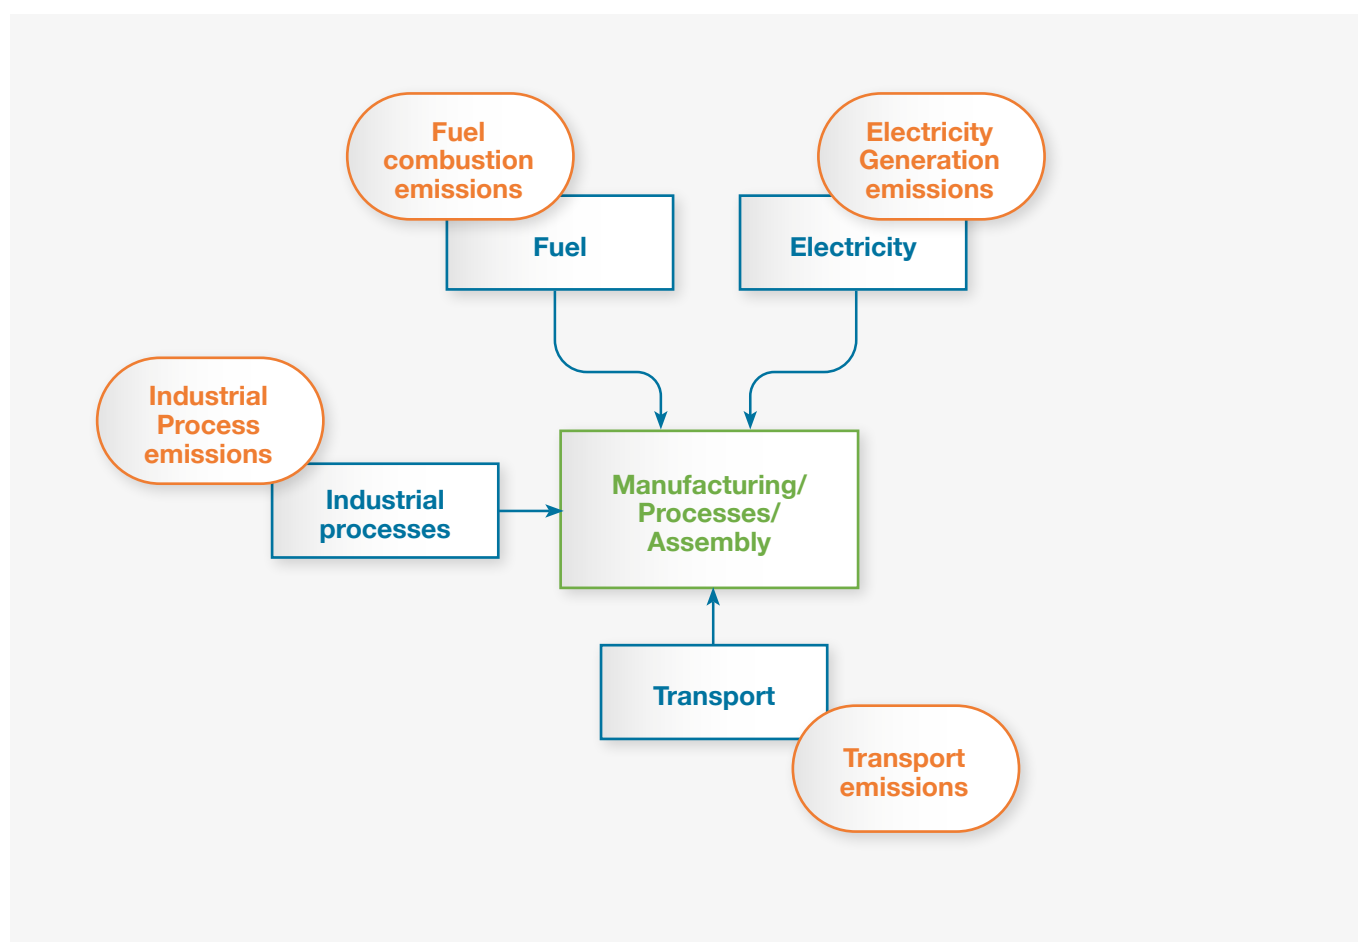 Fuel
combustion
emissions
Electricity
Generation
emissions
Fuel
Electricity
Industrial
Process
emissions
Industrial
processes
Manufacturing/
Processes/
Assembly
Transport
Transport
emissions